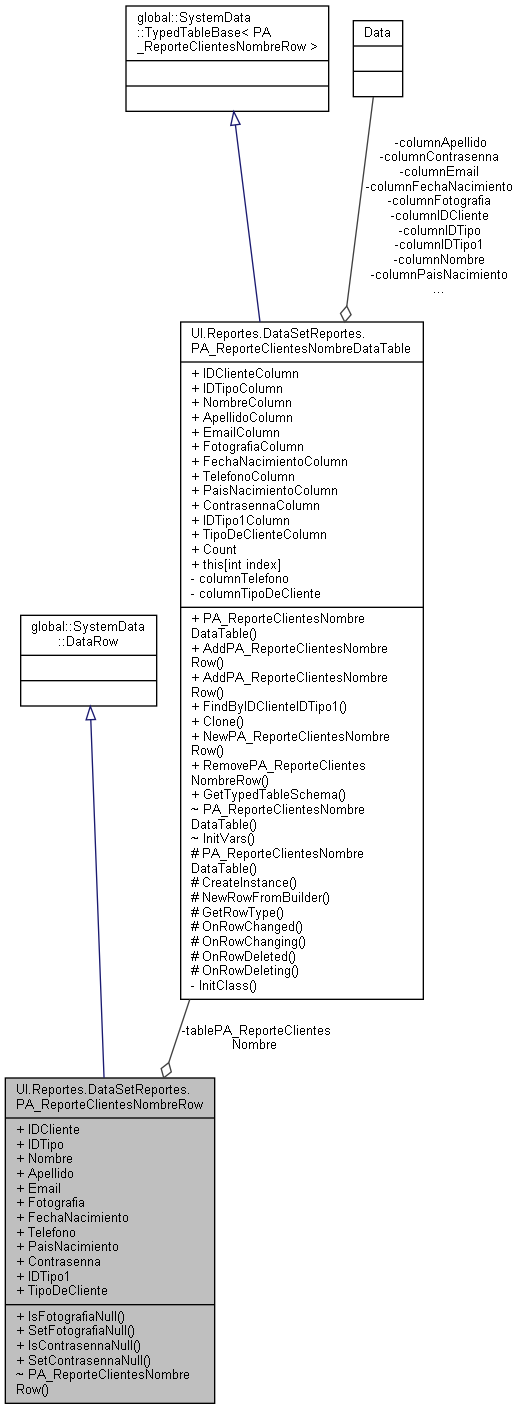 global::SystemData
::TypedTableBase< PA
_ReporteClientesNombreRow >
Data
-columnApellido
-columnContrasenna
-columnEmail
-columnFechaNacimiento
-columnFotografia
-columnIDCliente
-columnIDTipo
-columnIDTipo1
-columnNombre
-columnPaisNacimiento
...
UI.Reportes.DataSetReportes.
PA_ReporteClientesNombreDataTable
+ IDClienteColumn
+ IDTipoColumn
+ NombreColumn
+ ApellidoColumn
+ EmailColumn
+ FotografiaColumn
+ FechaNacimientoColumn
+ TelefonoColumn
+ PaisNacimientoColumn
+ ContrasennaColumn
+ IDTipo1Column
+ TipoDeClienteColumn
+ Count
+ this[int index]
- columnTelefono
- columnTipoDeCliente
+ PA_ReporteClientesNombre
DataTable()
+ AddPA_ReporteClientesNombre
Row()
+ AddPA_ReporteClientesNombre
Row()
+ FindByIDClienteIDTipo1()
+ Clone()
+ NewPA_ReporteClientesNombre
Row()
+ RemovePA_ReporteClientes
NombreRow()
+ GetTypedTableSchema()
~ PA_ReporteClientesNombre
DataTable()
~ InitVars()
# PA_ReporteClientesNombre
DataTable()
# CreateInstance()
# NewRowFromBuilder()
# GetRowType()
# OnRowChanged()
# OnRowChanging()
# OnRowDeleted()
# OnRowDeleting()
- InitClass()
global::SystemData
::DataRow
-tablePA_ReporteClientes
Nombre
UI.Reportes.DataSetReportes.
PA_ReporteClientesNombreRow
+ IDCliente
+ IDTipo
+ Nombre
+ Apellido
+ Email
+ Fotografia
+ FechaNacimiento
+ Telefono
+ PaisNacimiento
+ Contrasenna
+ IDTipo1
+ TipoDeCliente
+ IsFotografiaNull()
+ SetFotografiaNull()
+ IsContrasennaNull()
+ SetContrasennaNull()
~ PA_ReporteClientesNombre
Row()